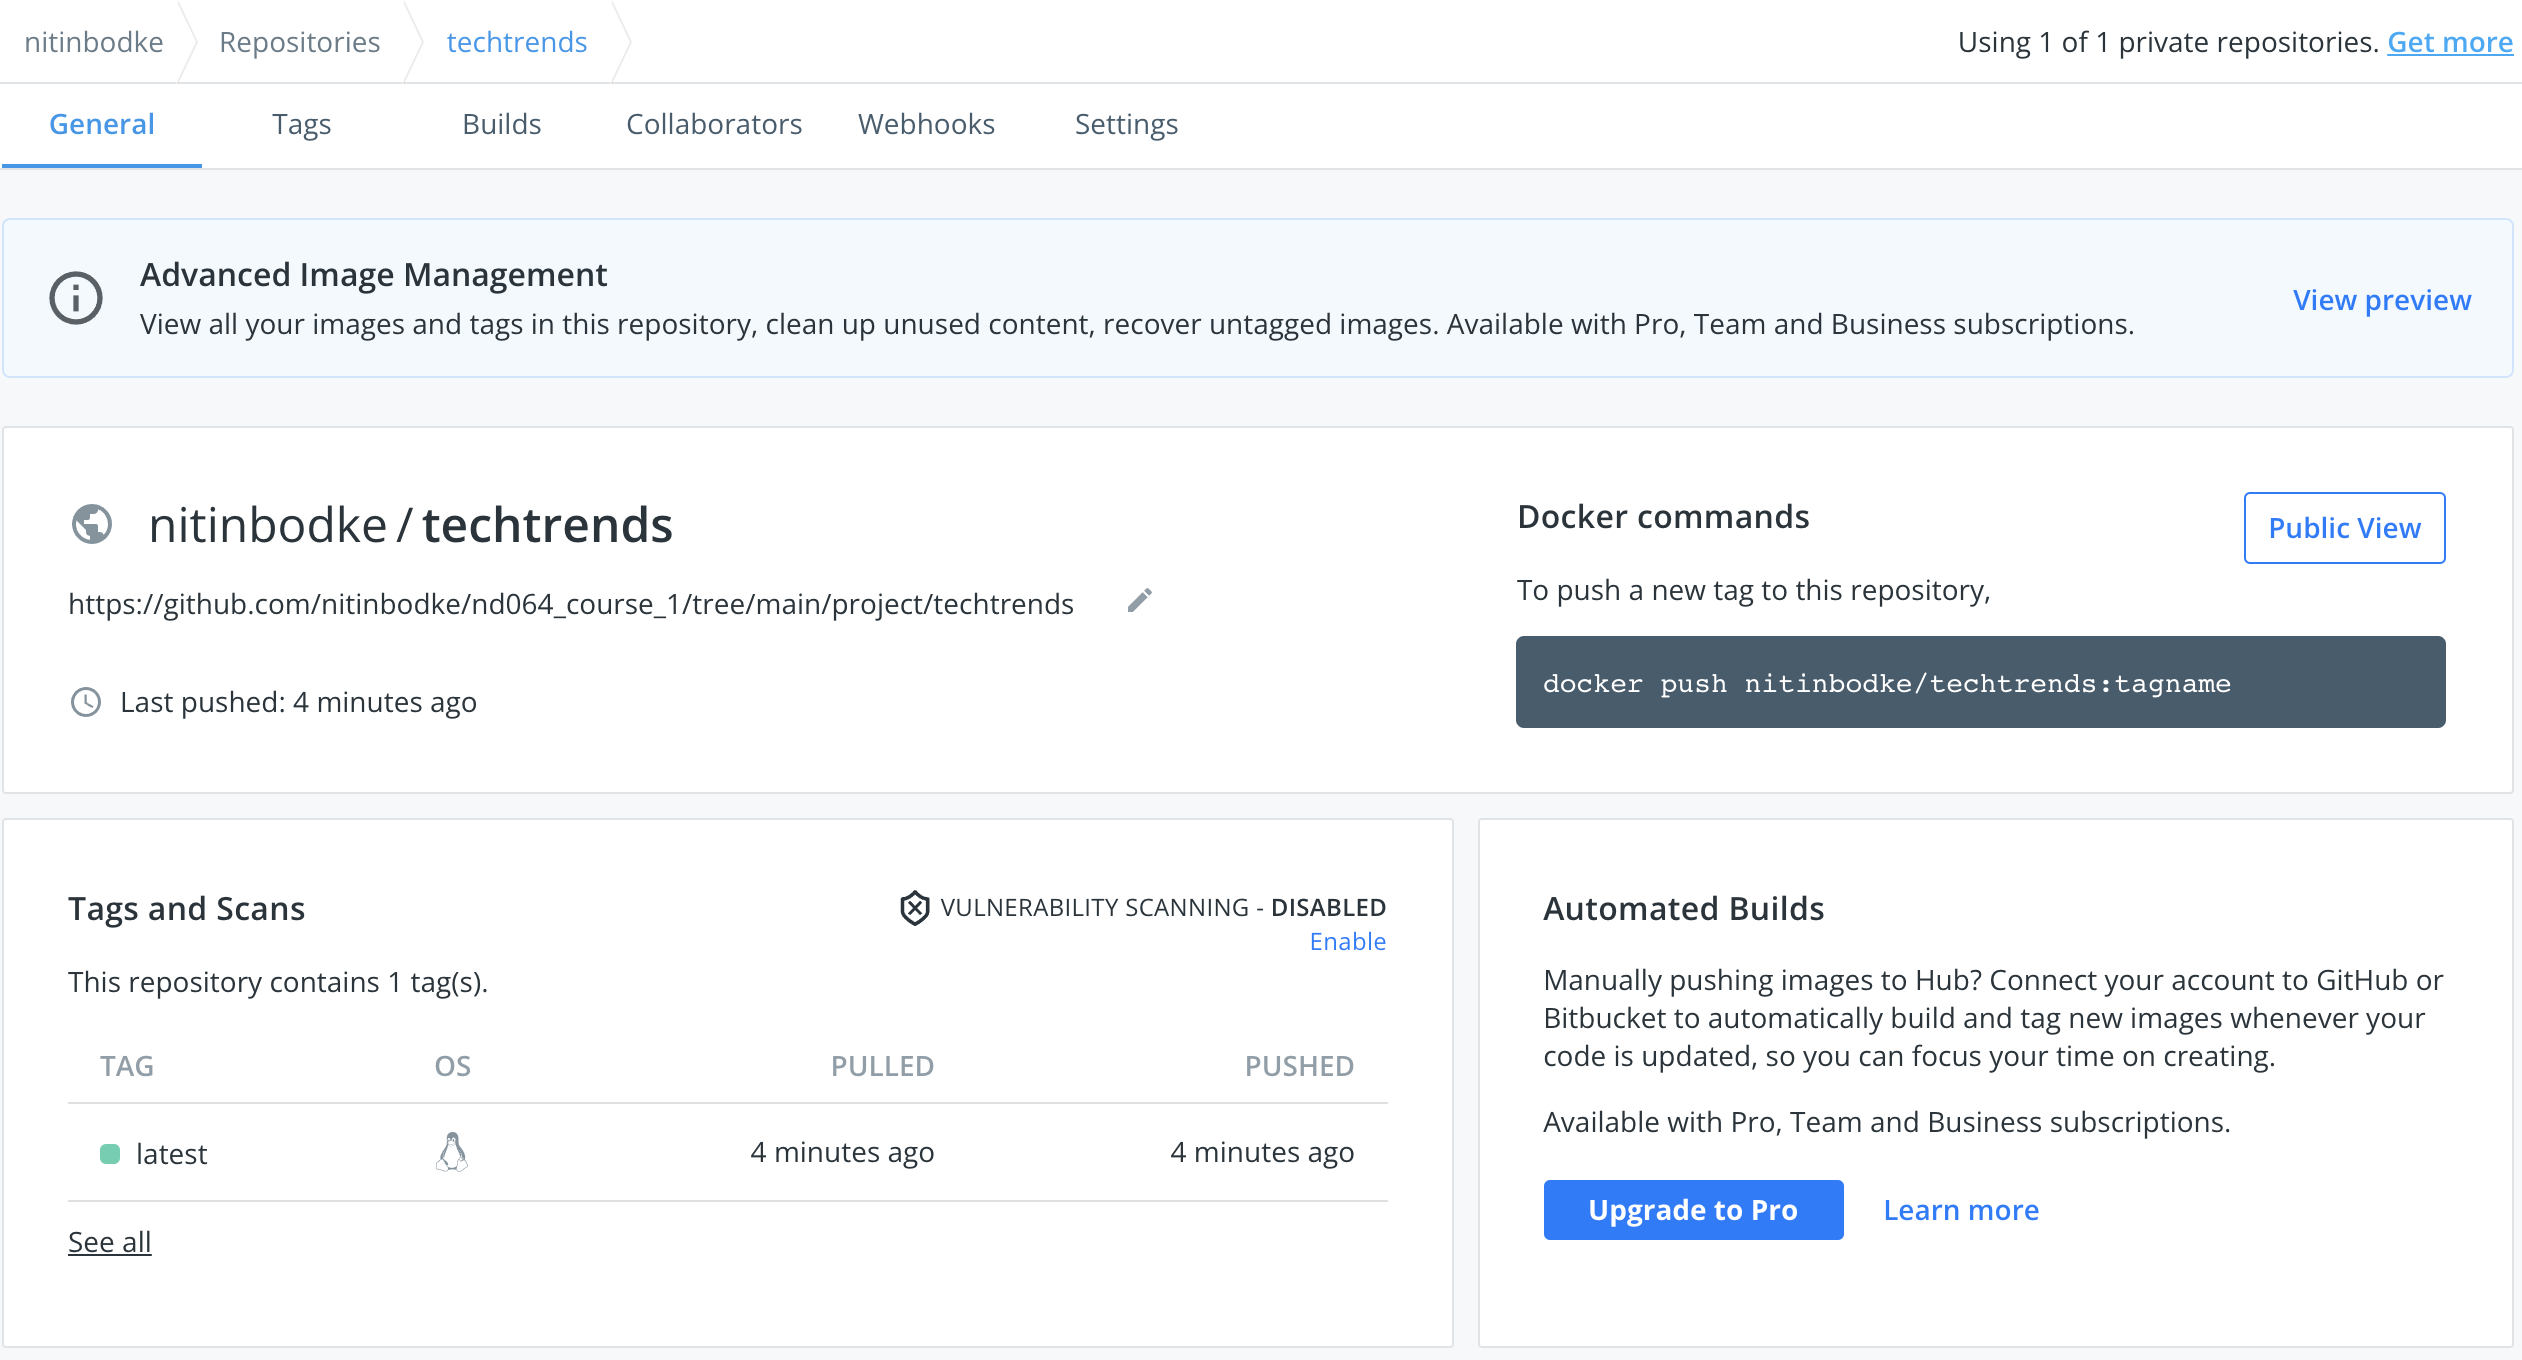 nitinbodke Repositories techtrends Using 1 of 1 private repositories. Get more
General Tags Builds Collaborators Webhooks Settings
Advanced Image Management
View all your images and tags in this repository, clean up unused content, recover untagged images. Available with Pro, Team and Business subscriptions.
View preview
nitinbodke / techtrends
https://github.com/nitinbodke/nd064_course_1/tree/main/project/techtrends
Last pushed: 4 minutes ago
Docker commands
Public View
To push a new tag to this repository,
docker push nitinbodke/techtrends:tagname
Tags and Scans
VULNERABILITY SCANNING - DISABLED
Enable
This repository contains 1 tag(s).
TAG OS PULLED PUSHED
latest 4 minutes ago 4 minutes ago
See all
Automated Builds
Manually pushing images to Hub? Connect your account to GitHub or
Bitbucket to automatically build and tag new images whenever your
code is updated, so you can focus your time on creating.
Available with Pro, Team and Business subscriptions.
Upgrade to Pro Learn more